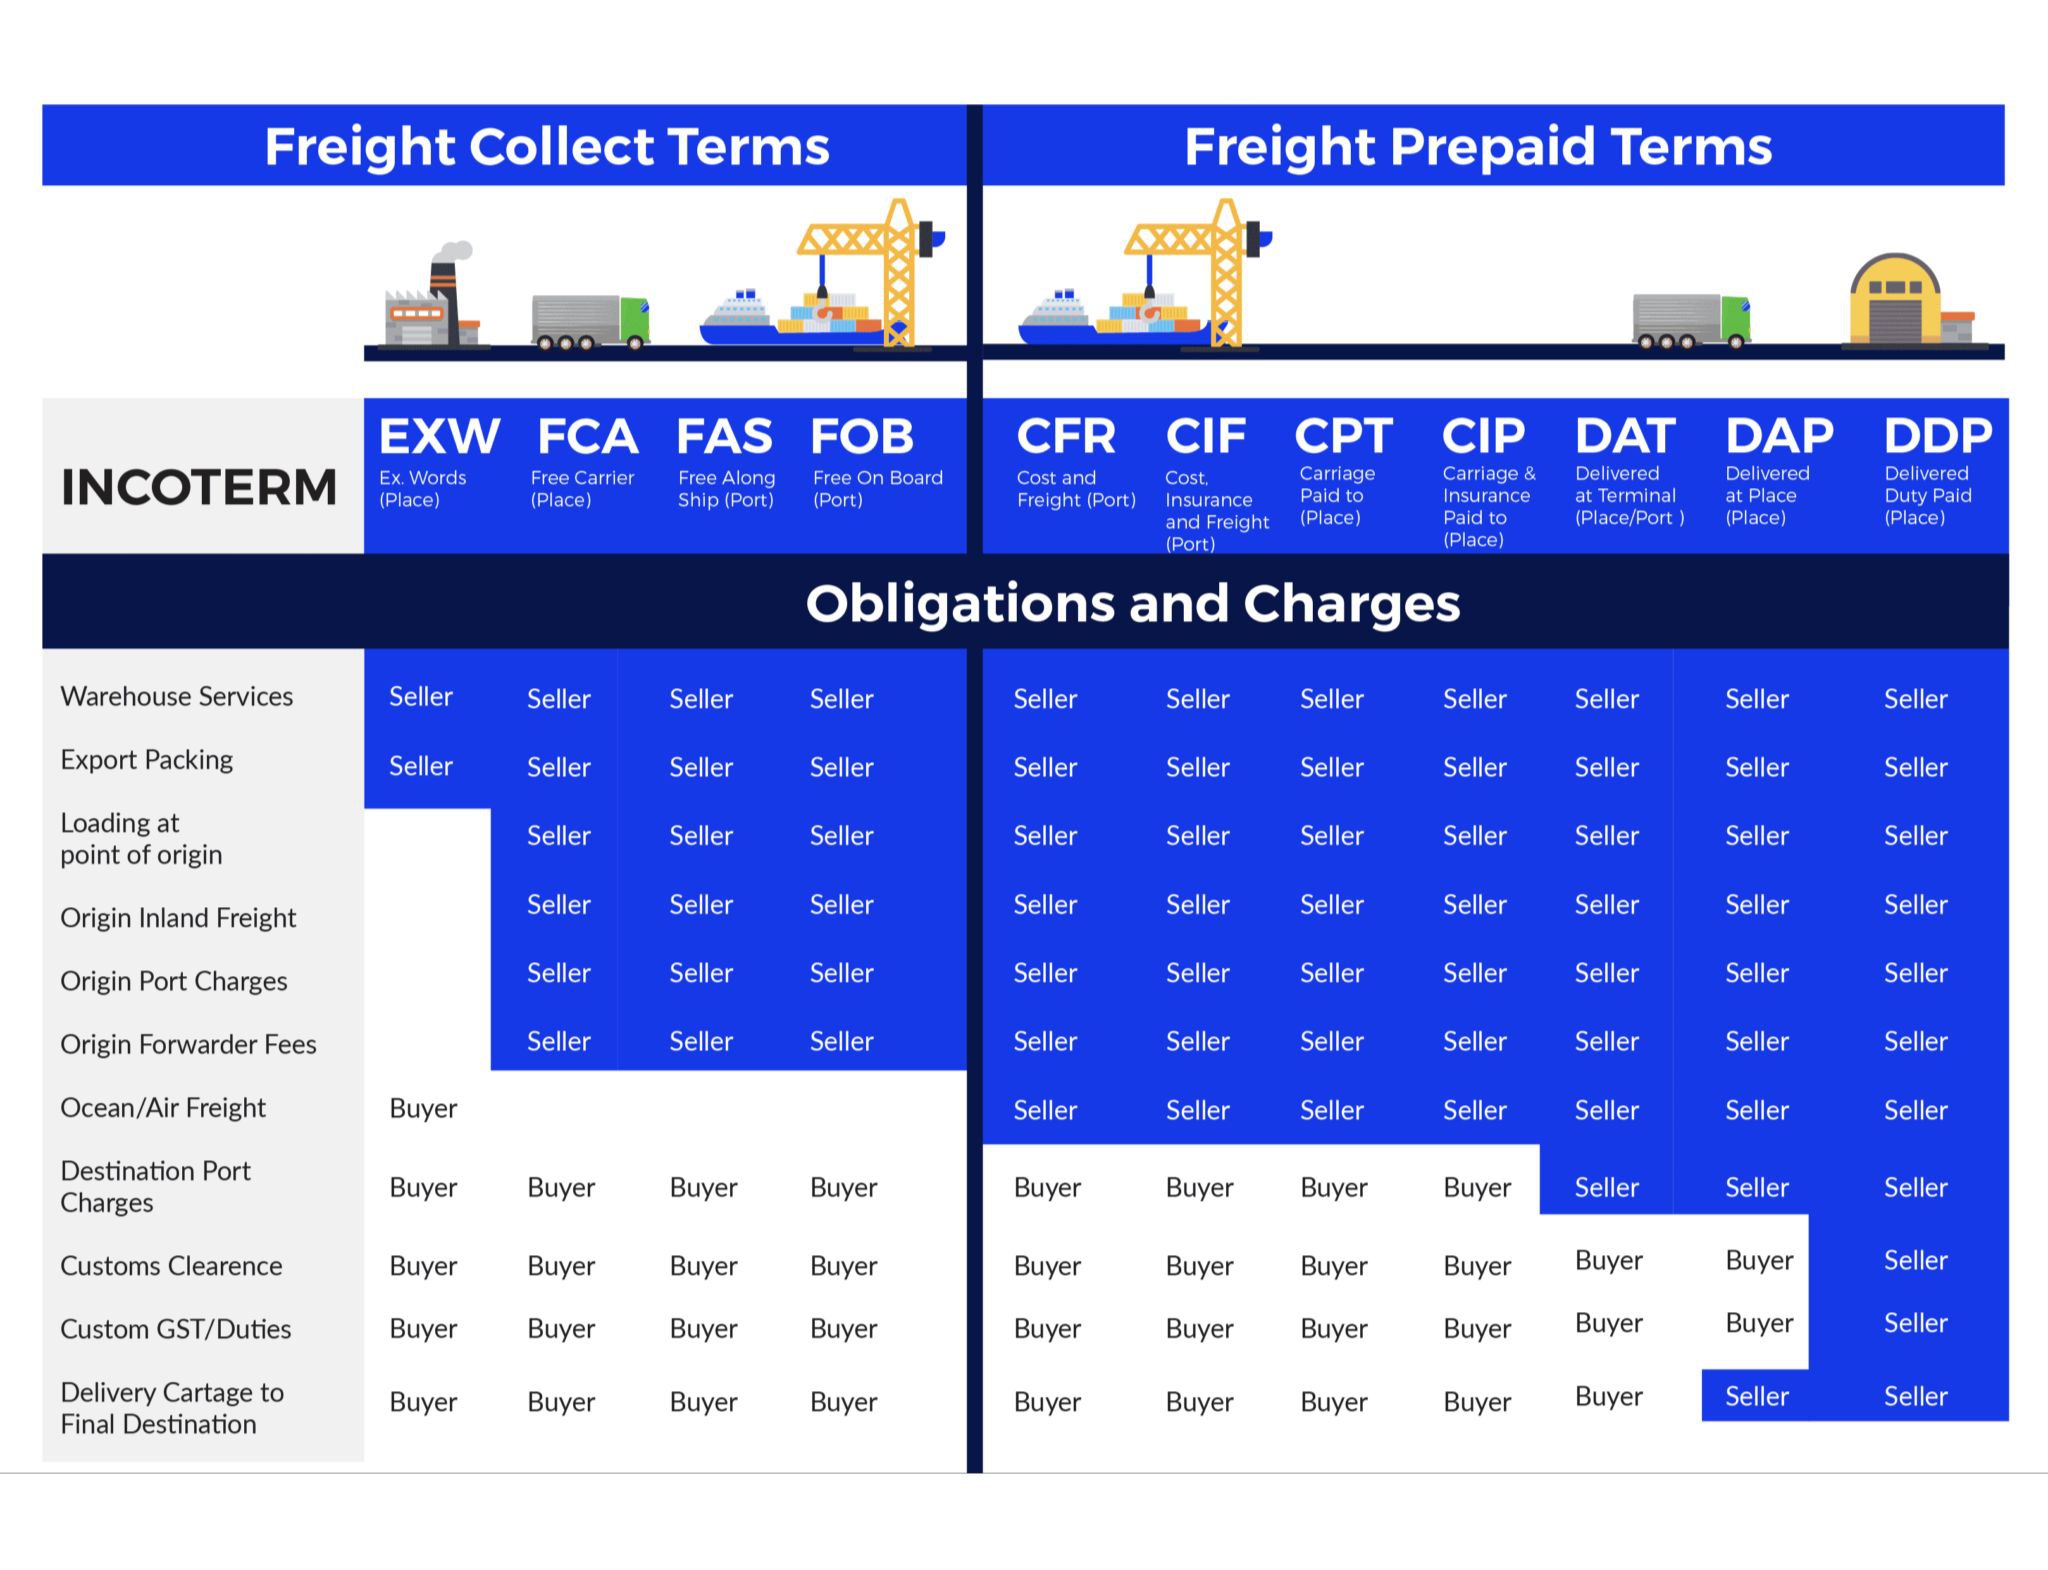 Freight Collect Terms Freight Prepaid Terms
INCOTERM
EXW FCA FAS FOB CFR CIF CPT CIP DAT DAP DDP
Ex. Words
(Place)
Free Carrier
(Place)
Free Along
Ship (Port)
Free On Board
(Port)
Cost and
Freight (Port)
Cost,
Insurance
and Freight
(Port)
Carriage
Paid to
(Place)
Carriage &
Insurance
Paid to
(Place)
Delivered
at Terminal
(Place/Port )
Delivered
at Place
(Place)
Delivered
Duty Paid
(Place)
Obligations and Charges
Warehouse Services Seller Seller Seller Seller Seller Seller Seller Seller Seller Seller Seller
Export Packing Seller Seller Seller Seller Seller Seller Seller Seller Seller Seller Seller
Loading at
point of origin Seller Seller Seller Seller Seller Seller Seller Seller Seller Seller
Origin Inland Freight Seller Seller Seller Seller Seller Seller Seller Seller Seller Seller
Origin Port Charges Seller Seller Seller Seller Seller Seller Seller Seller Seller Seller
Origin Forwarder Fees Seller Seller Seller Seller Seller Seller Seller Seller Seller Seller
Ocean/Air Freight Buyer Seller Seller Seller Seller Seller Seller Seller
Destination Port
Charges Buyer Buyer Buyer Buyer Buyer Buyer Buyer Buyer Seller Seller Seller
Customs Clearence Buyer Buyer Buyer Buyer Buyer Buyer Buyer Buyer Buyer Buyer Seller
Custom GST/Duties Buyer Buyer Buyer Buyer Buyer Buyer Buyer Buyer Buyer Buyer Seller
Delivery Cartage to
Final Destination Buyer Buyer Buyer Buyer Buyer Buyer Buyer Buyer Buyer Seller Seller